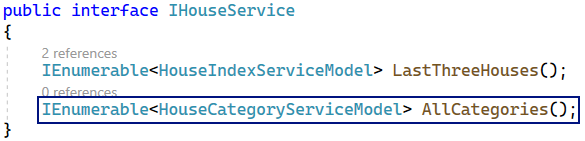 public interface IHouseService
{
2 references
IEnumerable<HouseIndexServiceModel> LastThreeHouses();
0 references
IEnumerable<HouseCategoryServiceModel> AllCategories();
}